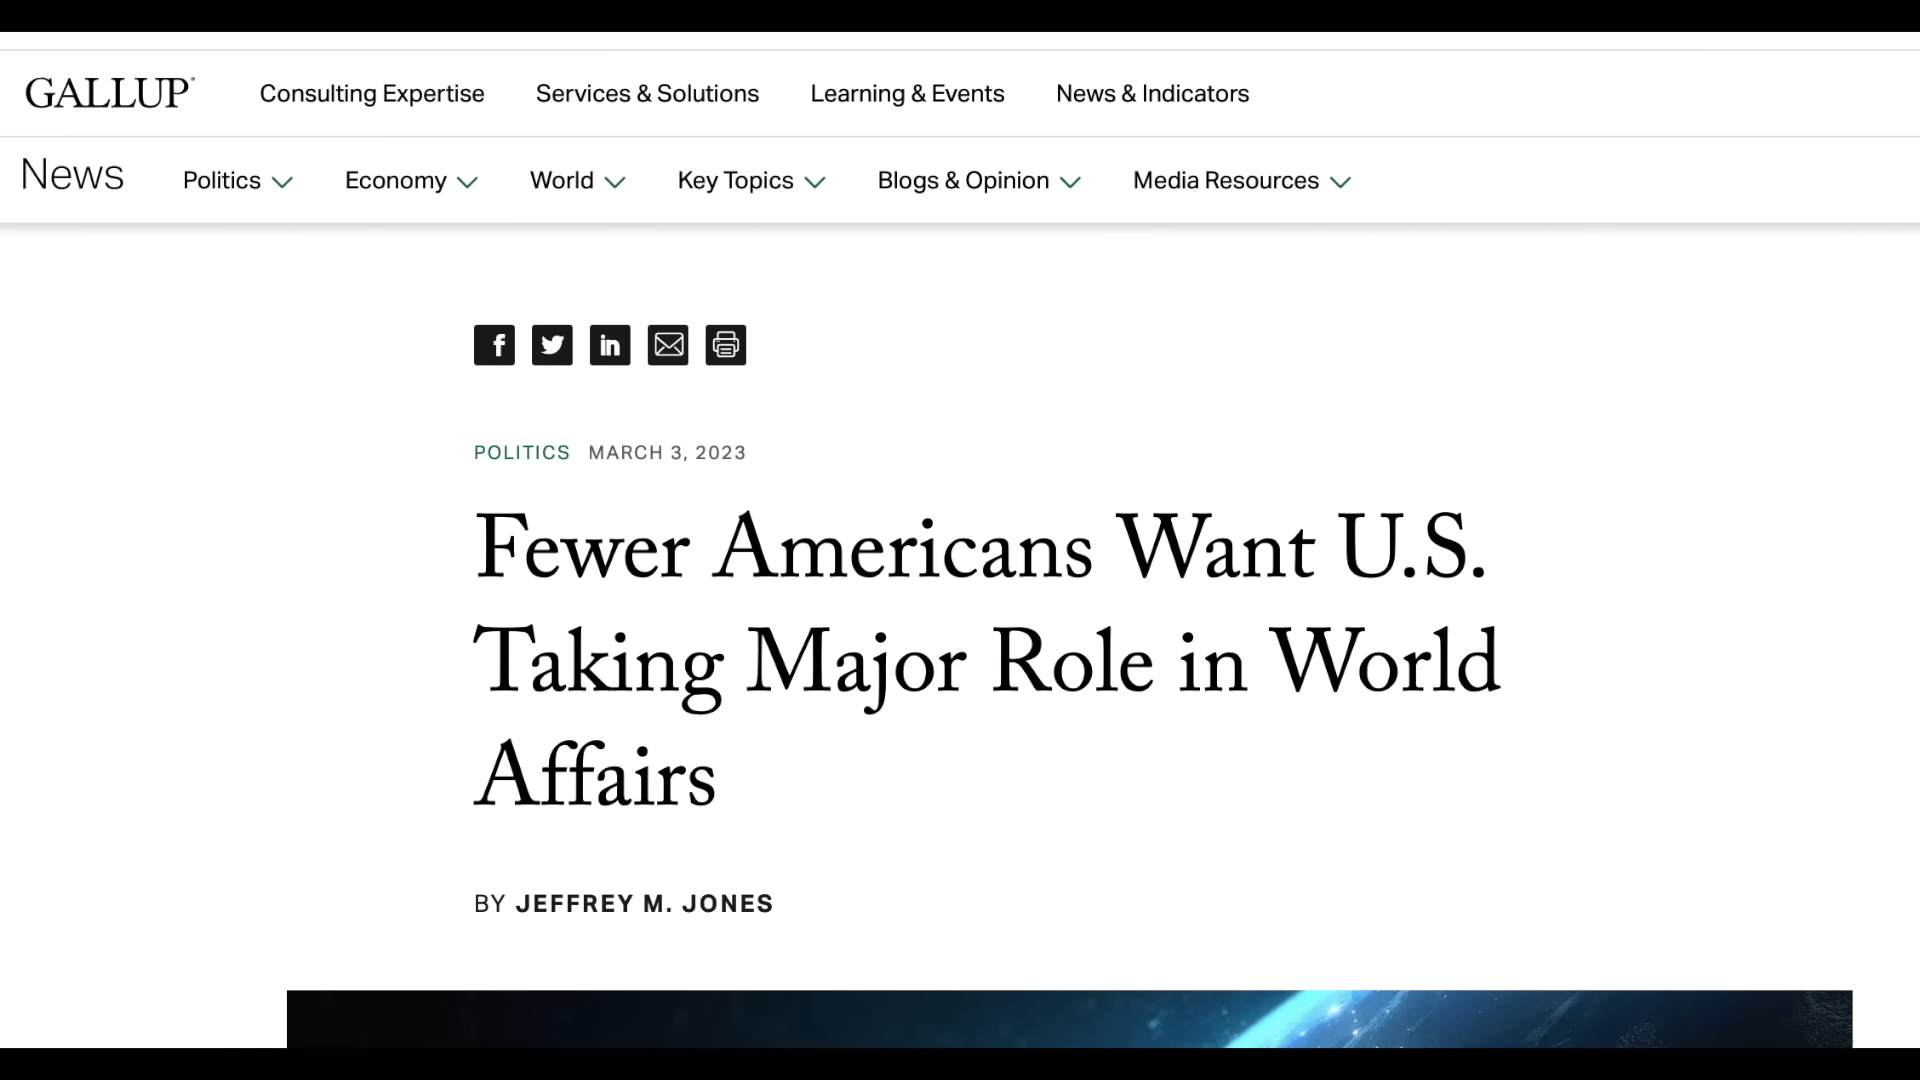 GALLUP® Consulting Expertise Services & Solutions Learning & Events News & Indicators
News Politics Economy World Key Topics Blogs & Opinion Media Resources
POLITICS MARCH 3, 2023
Fewer Americans Want U.S.
Taking Major Role in World
Affairs
BY JEFFREY M. JONES